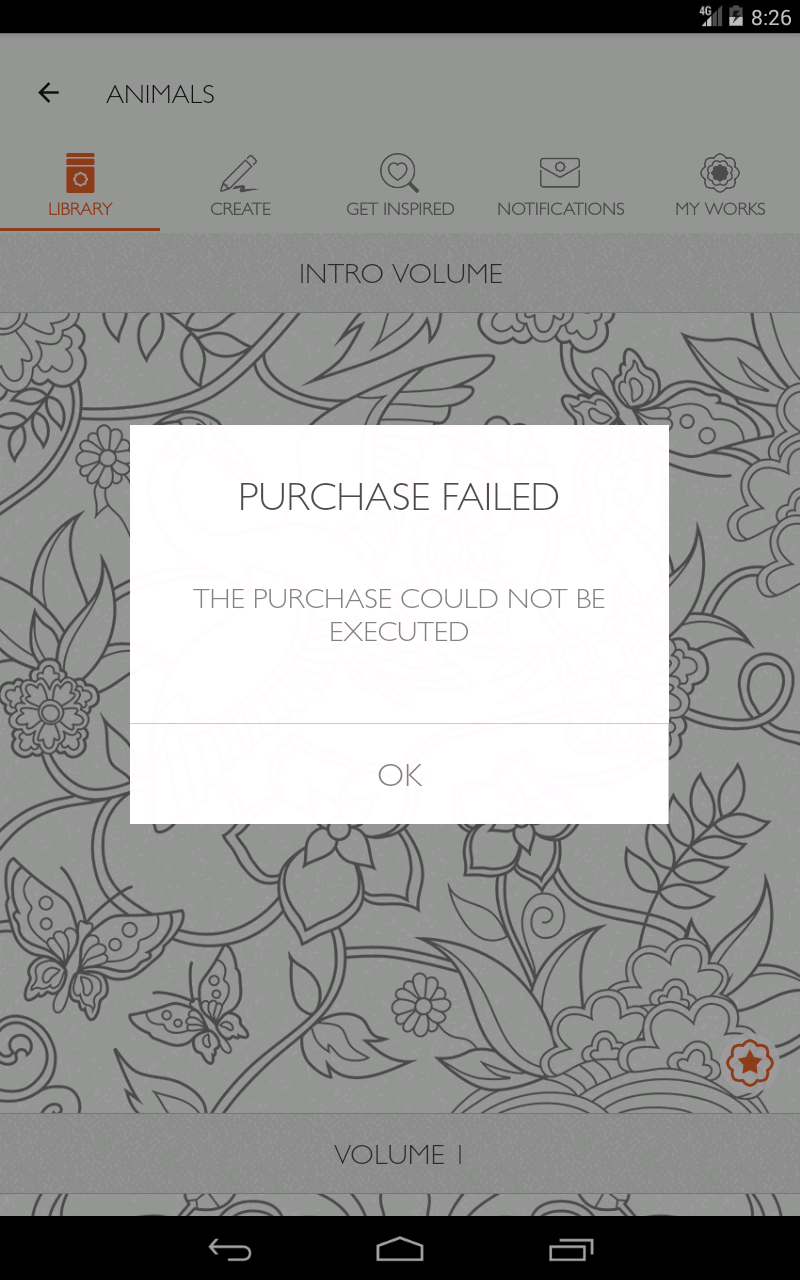 4G
8:26
ANIMALS
LIBRARY
CREATE
GET INSPIRED
NOTIFICATIONS
MY WORKS
INTRO VOLUME
PURCHASE FAILED
THE PURCHASE COULD NOT BE
EXECUTED
OK
VOLUME 1